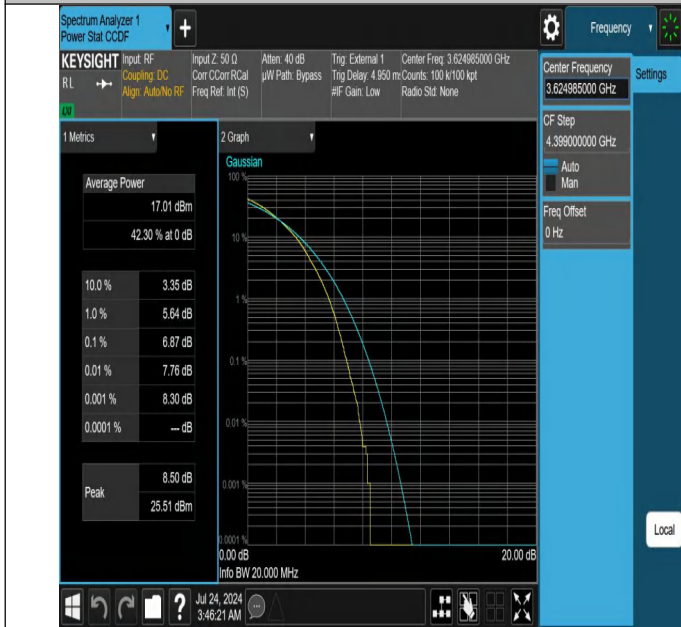 Spectrum Analyzer 1
Power Stat CCDF
Frequency
KEYSIGHT
RL
Input: RF
Coupling: DC
Align: Auto/No RF
Input Z: 50 Ω
Corr CCorr RCal
Freq Ref: Int (S)
Atten: 40 dB
µW Path: Bypass
Trig: External 1
Trig Delay: 4.950 m
#IF Gain: Low
Center Freq: 3.624985000 GHz
Counts: 100 k/100 kpt
Radio Std: None
Center Frequency
3.624985000 GHz
Settings
CF Step
4.399000000 GHz
Auto
Man
Freq Offset
0 Hz
1 Metrics
Average Power
17.01 dBm
42.30 % at 0 dB
10.0 % 3.35 dB
1.0 % 5.64 dB
0.1 % 6.87 dB
0.01 % 7.76 dB
0.001 % 8.30 dB
0.0001 % --- dB
Peak
8.50 dB
25.51 dBm
2 Graph
Gaussian
100 %
10 %
1 %
0.1 %
0.01 %
0.001 %
0.0001 %
0.00 dB
20.00 dB
Info BW 20.000 MHz
Local
?
Jul 24, 2024
3:46:21 AM